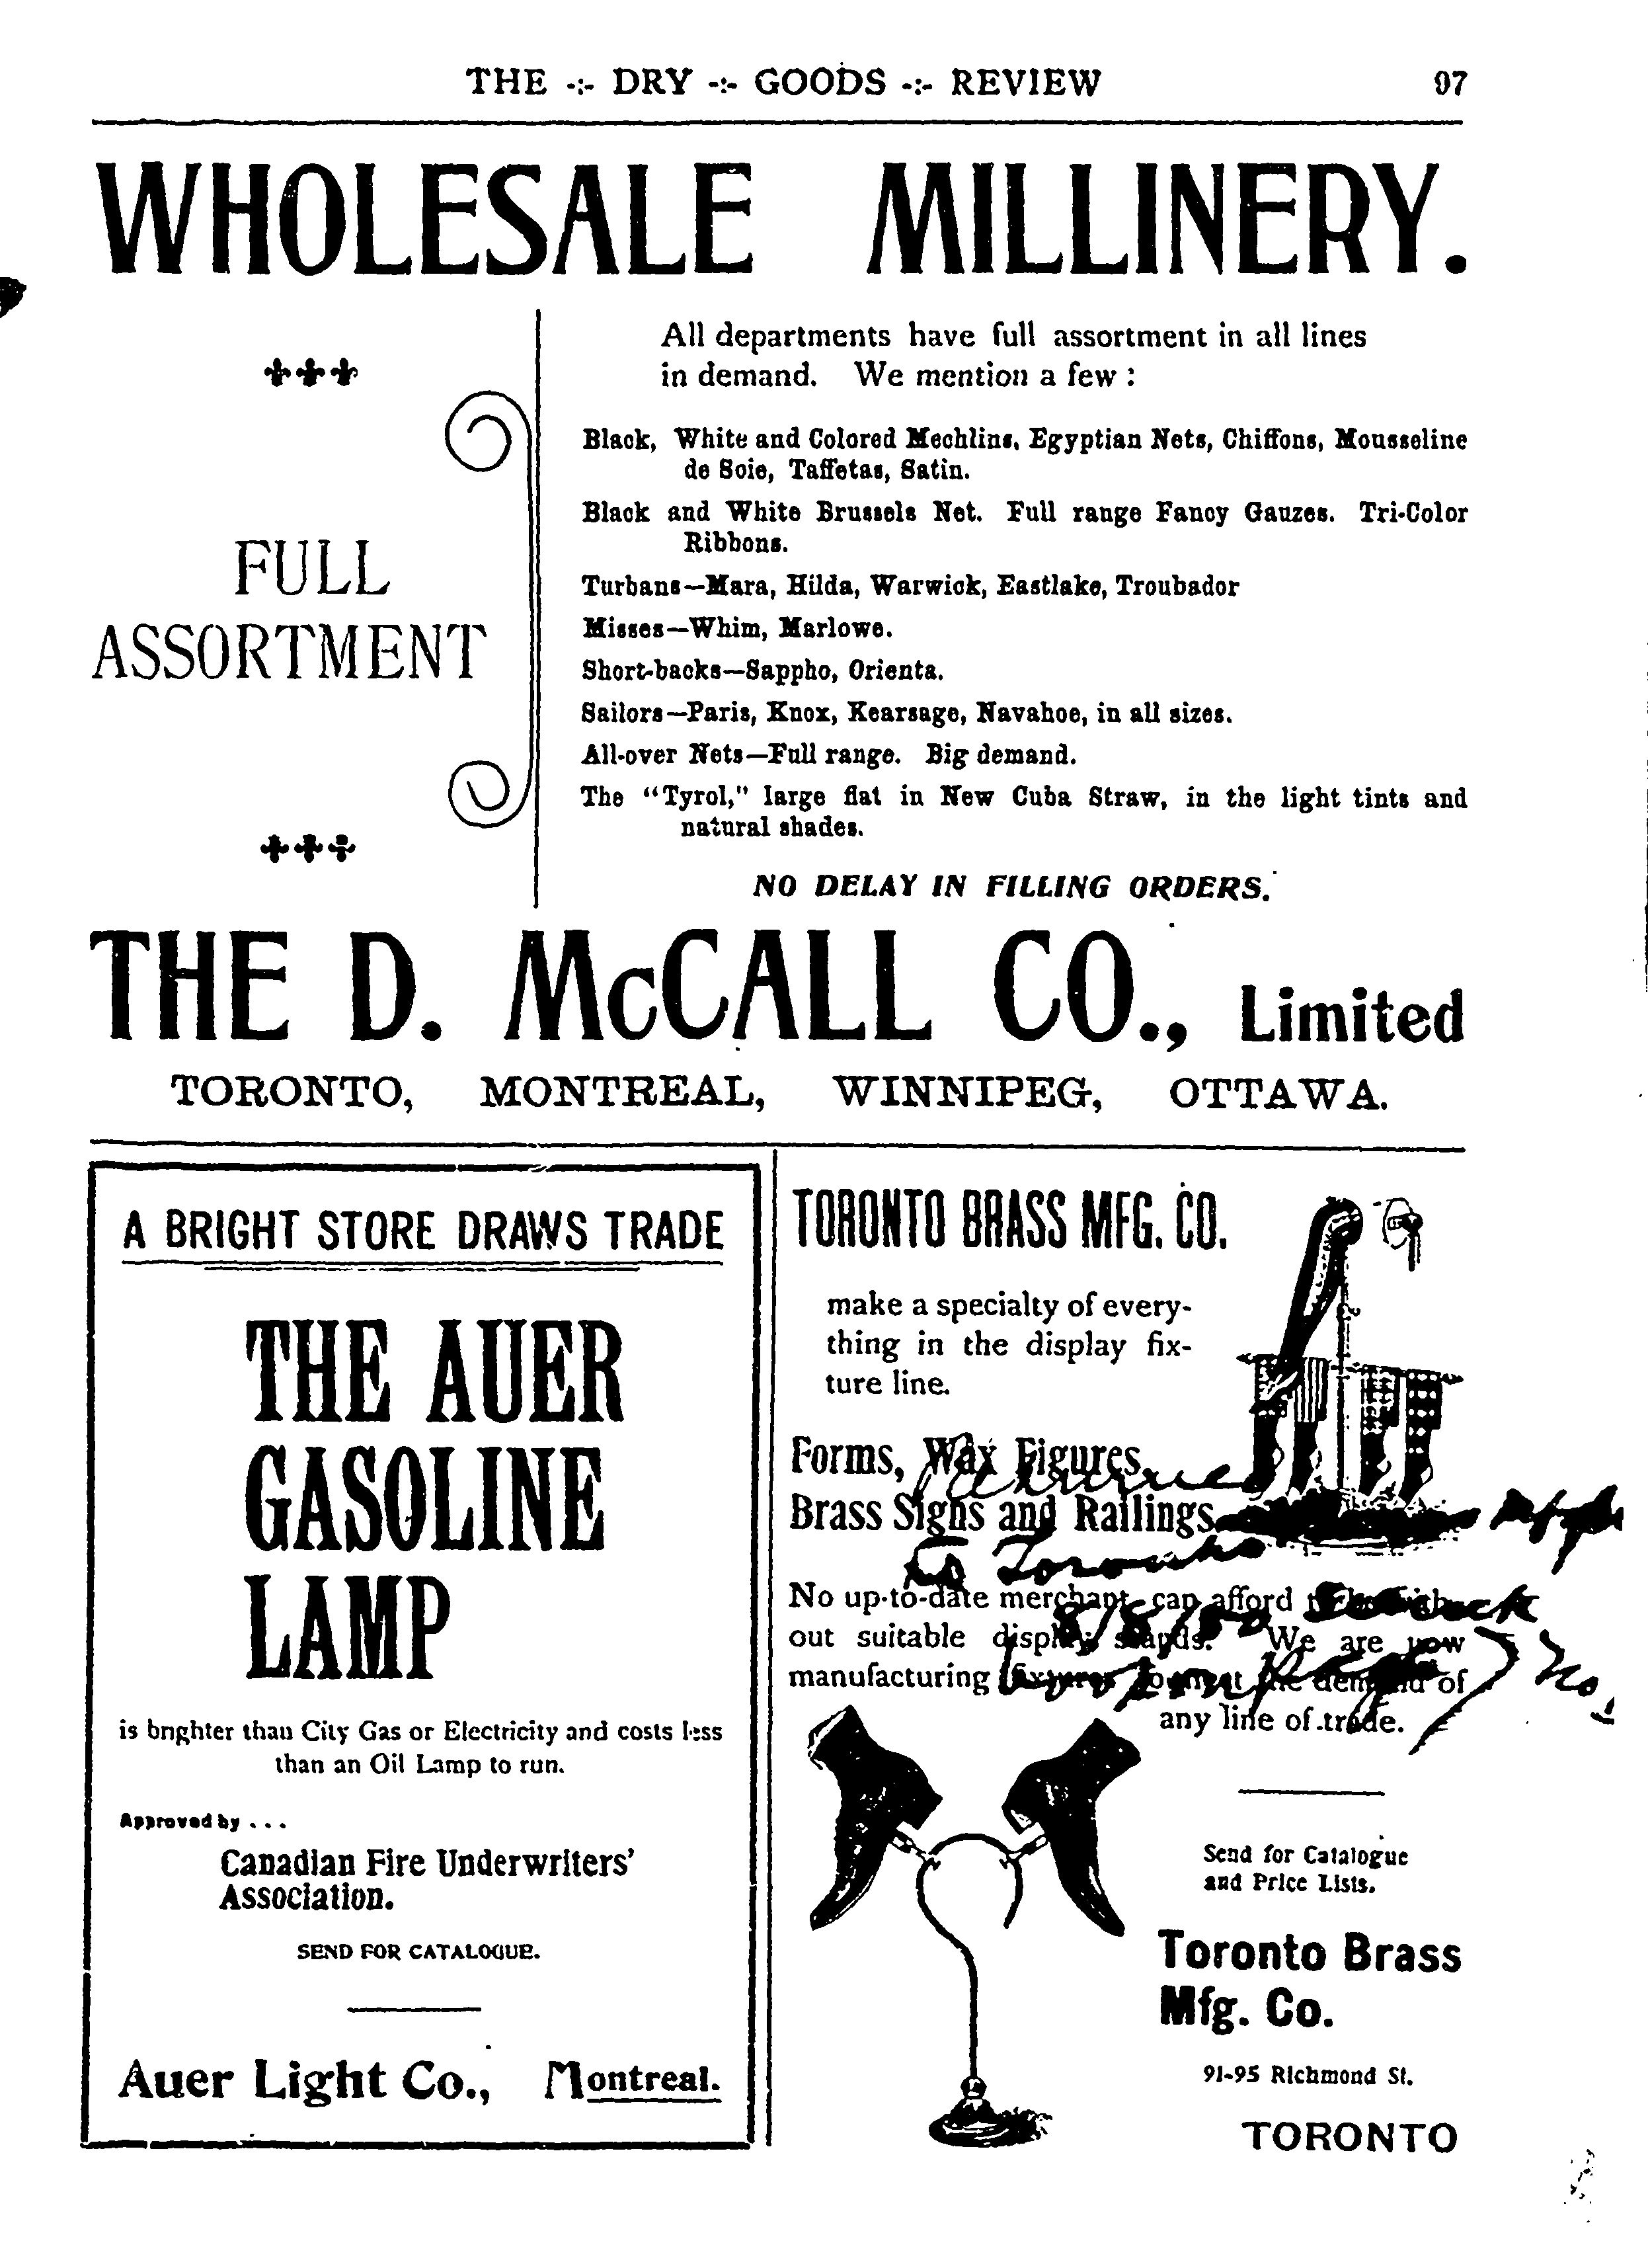 THE -:- DRY -:- GOODS -:- REVIEW 97
WHOLESALE MILLINERY.
FULL
ASSORTMENT
All departments have full assortment in all lines
in demand. We mention a few :
Black, White and Colored Mechlins, Egyptian Nets, Chiffons, Mousseline
de Soie, Taffetas, Satin.
Black and White Brussels Net. Full range Fancy Gauzes. Tri-Color
Ribbons.
Turbans—Mara, Hilda, Warwick, Eastlake, Troubador
Misses—Whim, Marlowe.
Short-backs—Sappho, Orienta.
Sailors—Paris, Knox, Kearsage, Navahoe, in all sizes.
All-over Nets—Full range. Big demand.
The "Tyrol," large flat in New Cuba Straw, in the light tints and
natural shades.
NO DELAY IN FILLING ORDERS.
THE D. McCALL CO., Limited
TORONTO, MONTREAL, WINNIPEG, OTTAWA.
A BRIGHT STORE DRAWS TRADE
THE AUER
GASOLINE
LAMP
is brighter than City Gas or Electricity and costs less
than an Oil Lamp to run.
Approved by . . .
Canadian Fire Underwriters'
Association.
SEND FOR CATALOGUE.
Auer Light Co., Montreal.
TORONTO BRASS MFG. CO.
make a specialty of every-
thing in the display fix-
ture line.
Forms, Wax Figures,
Brass Signs and Railings
to Toronto
No up-to-date merchant can afford
out suitable display stands. We are now
manufacturing fixtures to meet the demand of
any line of trade.
Send for Catalogue
and Price Lists.
Toronto Brass
Mfg. Co.
91-95 Richmond St.
TORONTO